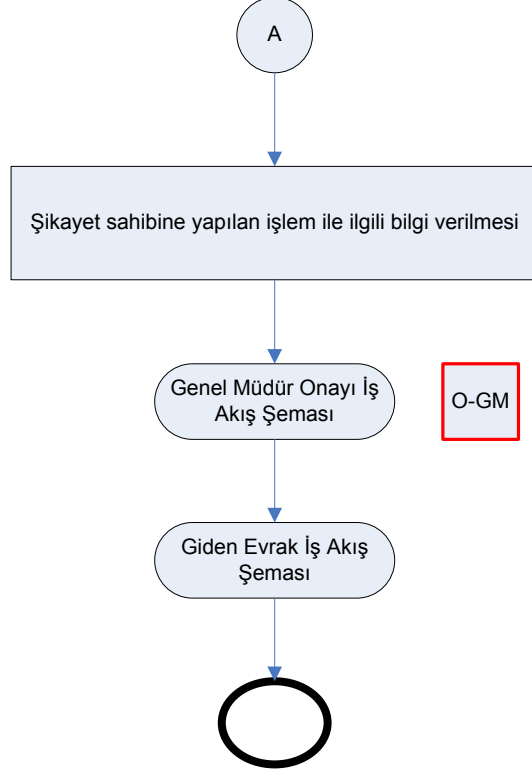 A
Şikayet sahibine yapılan işlem ile ilgili bilgi verilmesi
Genel Müdür Onayı İş
Akış Şeması
O-GM
Giden Evrak İş Akış
Şeması